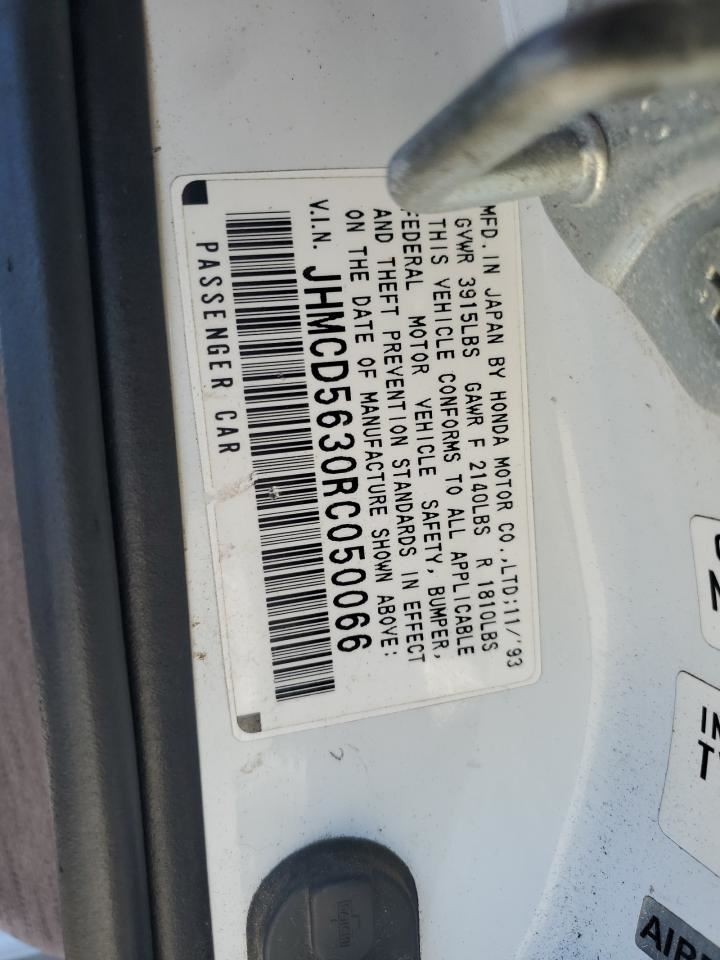 MFD. IN JAPAN BY HONDA MOTOR CO., LTD; 11/'93
GVWR 3915LBS GAWR F 2140LBS R 1810LBS
THIS VEHICLE CONFORMS TO ALL APPLICABLE
FEDERAL MOTOR VEHICLE SAFETY, BUMPER,
AND THEFT PREVENTION STANDARDS IN EFFECT
ON THE DATE OF MANUFACTURE SHOWN ABOVE:
V.I.N. JHMCD5630RC050066
PASSENGER CAR